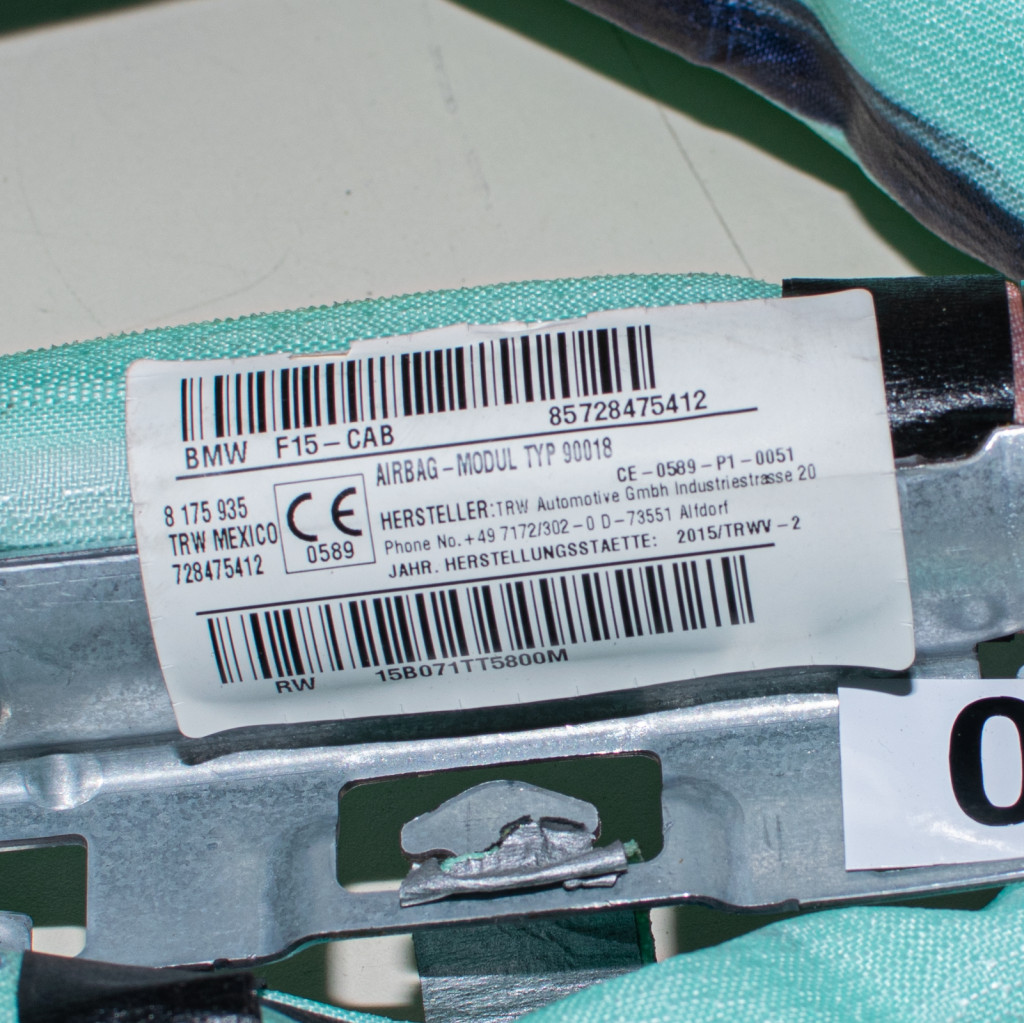 BMW F15-CAB 85728475412
AIRBAG-MODUL TYP 90018
CE-0589-P1-0051
8 175 935
TRW MEXICO
728475412
CE
0589
HERSTELLER:TRW Automotive Gmbh Industriestrasse 20
Phone No.+49 7172/302-0 D-73551 Alfdorf
JAHR. HERSTELLUNGSSTAETTE: 2015/TRWV-2
RW 15B071TT5800M
0